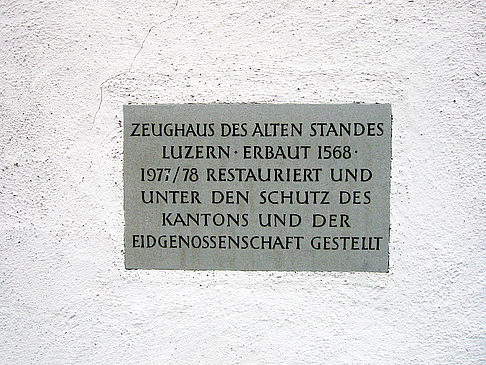 ZEUGHAUS DES ALTEN STANDES
LUZERN · ERBAUT 1568 ·
1977/78 RESTAURIERT UND
UNTER DEN SCHUTZ DES
KANTONS UND DER
EIDGENOSSENSCHAFT GESTELLT